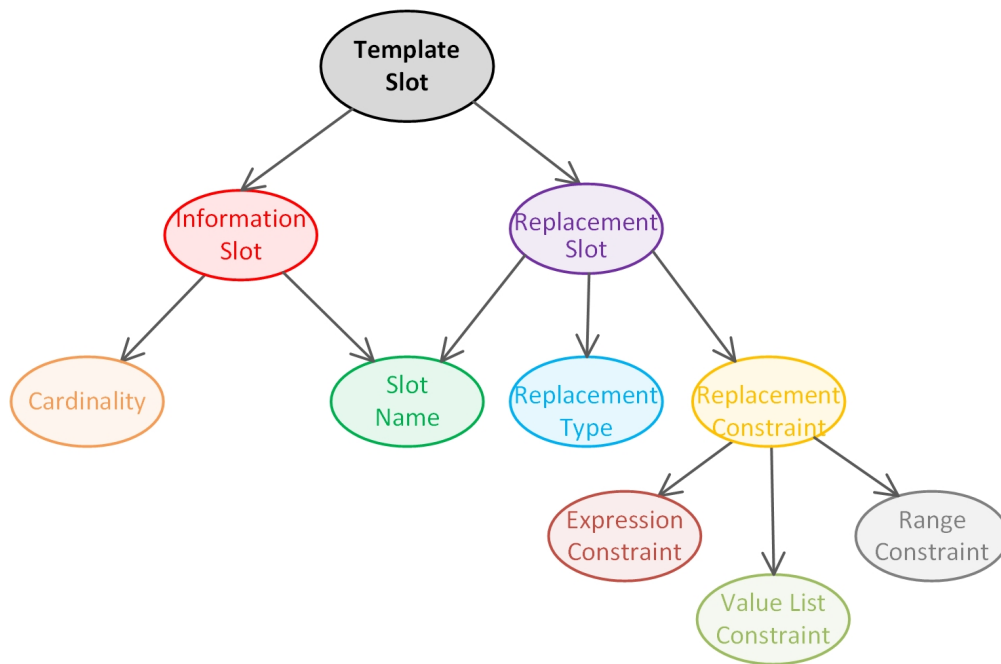 Template
Slot
Information
Slot
Replacement
Slot
Cardinality
Slot
Name
Replacement
Type
Replacement
Constraint
Expression
Constraint
Range
Constraint
Value List
Constraint